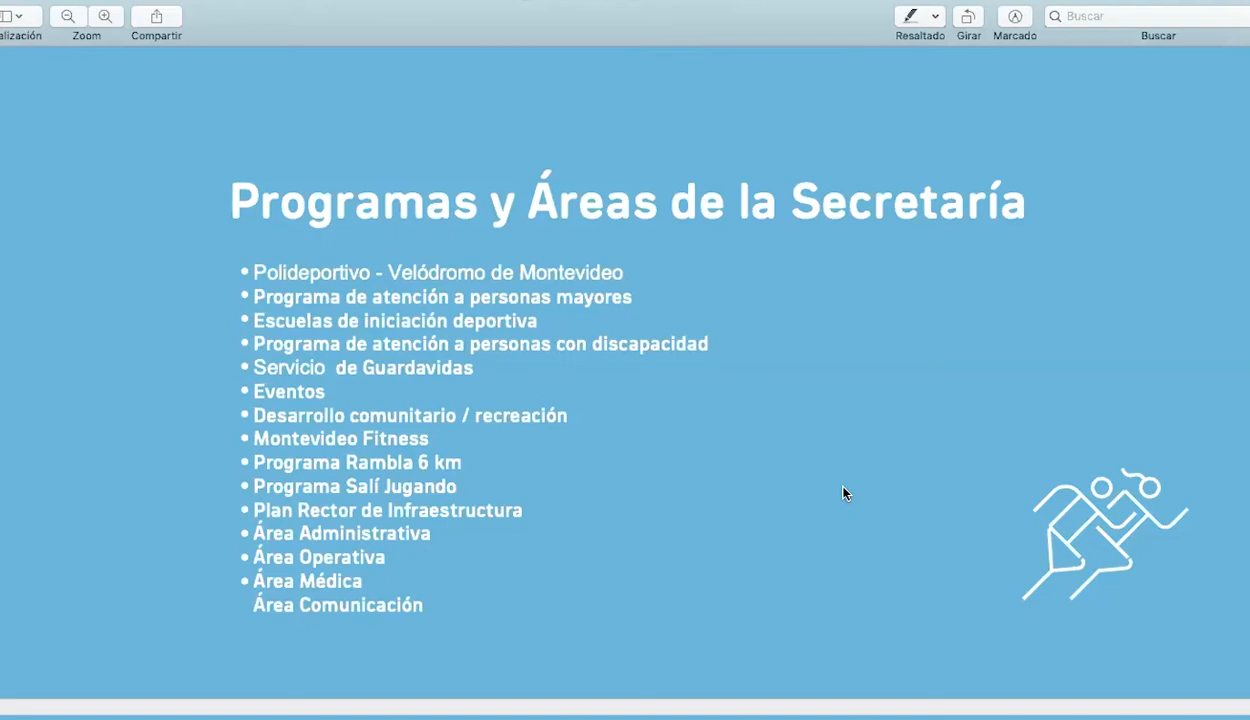 alización
Zoom
Compartir
Resaltado
Girar
Marcado
Buscar
Buscar
Programas y Áreas de la Secretaría
• Polideportivo - Velódromo de Montevideo
• Programa de atención a personas mayores
• Escuelas de iniciación deportiva
• Programa de atención a personas con discapacidad
• Servicio de Guardavidas
• Eventos
• Desarrollo comunitario / recreación
• Montevideo Fitness
• Programa Rambla 6 km
• Programa Salí Jugando
• Plan Rector de Infraestructura
• Área Administrativa
• Área Operativa
• Área Médica
Área Comunicación